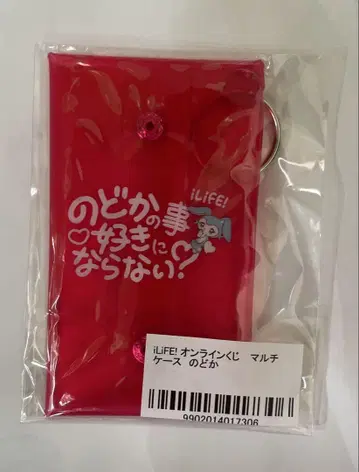 iLiFE!
のどかの事
♡好きに
ならない!
iLiFE! オンラインくじ マルチ
ケース のどか
9902014017306